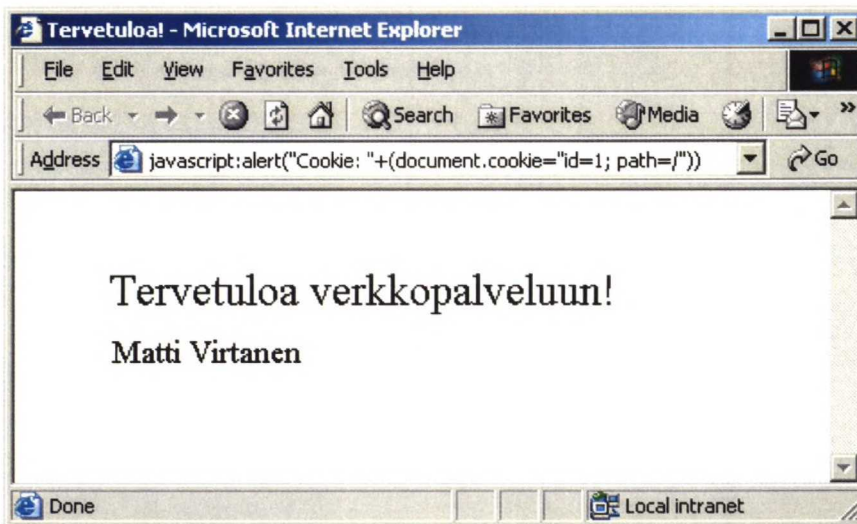 Tervetuloa! - Microsoft Internet Explorer
File Edit View Favorites Tools Help
Back Search Favorites Media »
Address javascript:alert("Cookie: "+(document.cookie="id=1; path=/")) Go
Tervetuloa verkkopalveluun!
Matti Virtanen
Done Local intranet